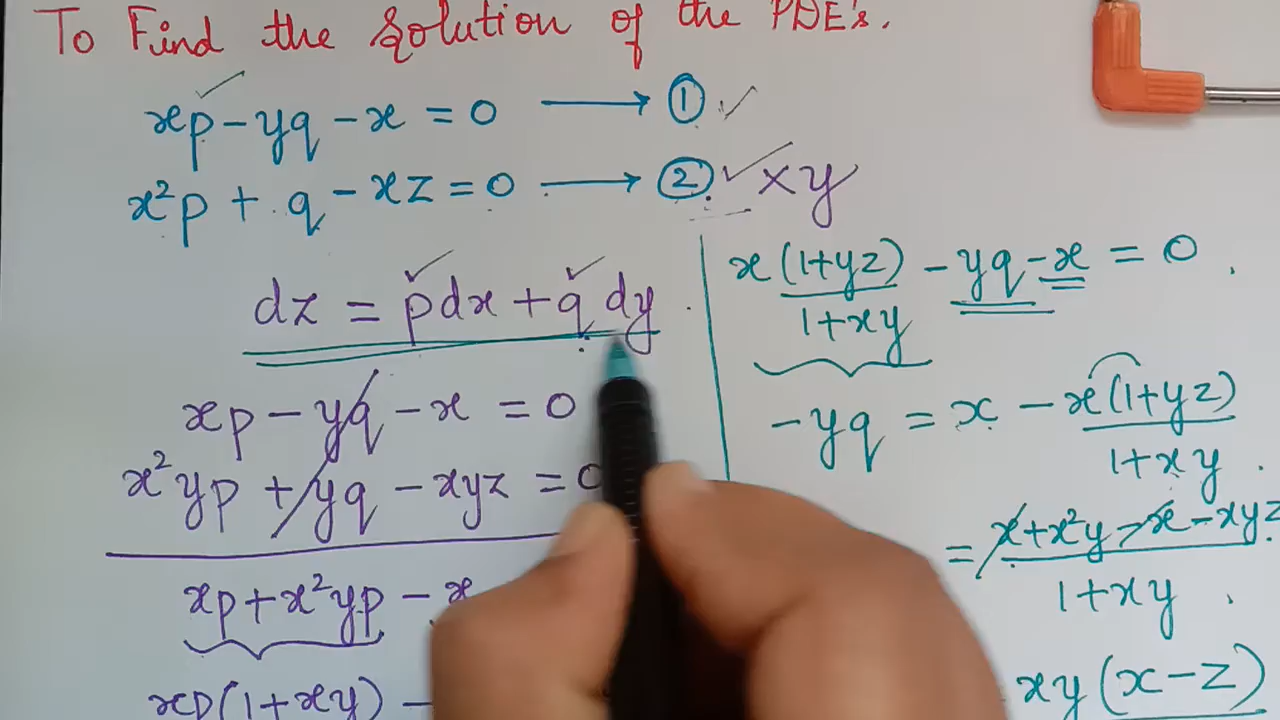 To Find the Solution of the PDE's.
xp - yq - x = 0 ⟶ ① ✓
x²p + q - xz = 0 ⟶ ② ✓ × y
dz = pdx + q dy.
xp - yq - x = 0
x²yp + yq - xyz = 0
xp + x²yp - x
xp(1+xy) -
x(1+yz)/1+xy - yq - x = 0.
-yq = x - x(1+yz)/1+xy.
= x+x²y-x-xyz/1+xy.
xy(x-z)